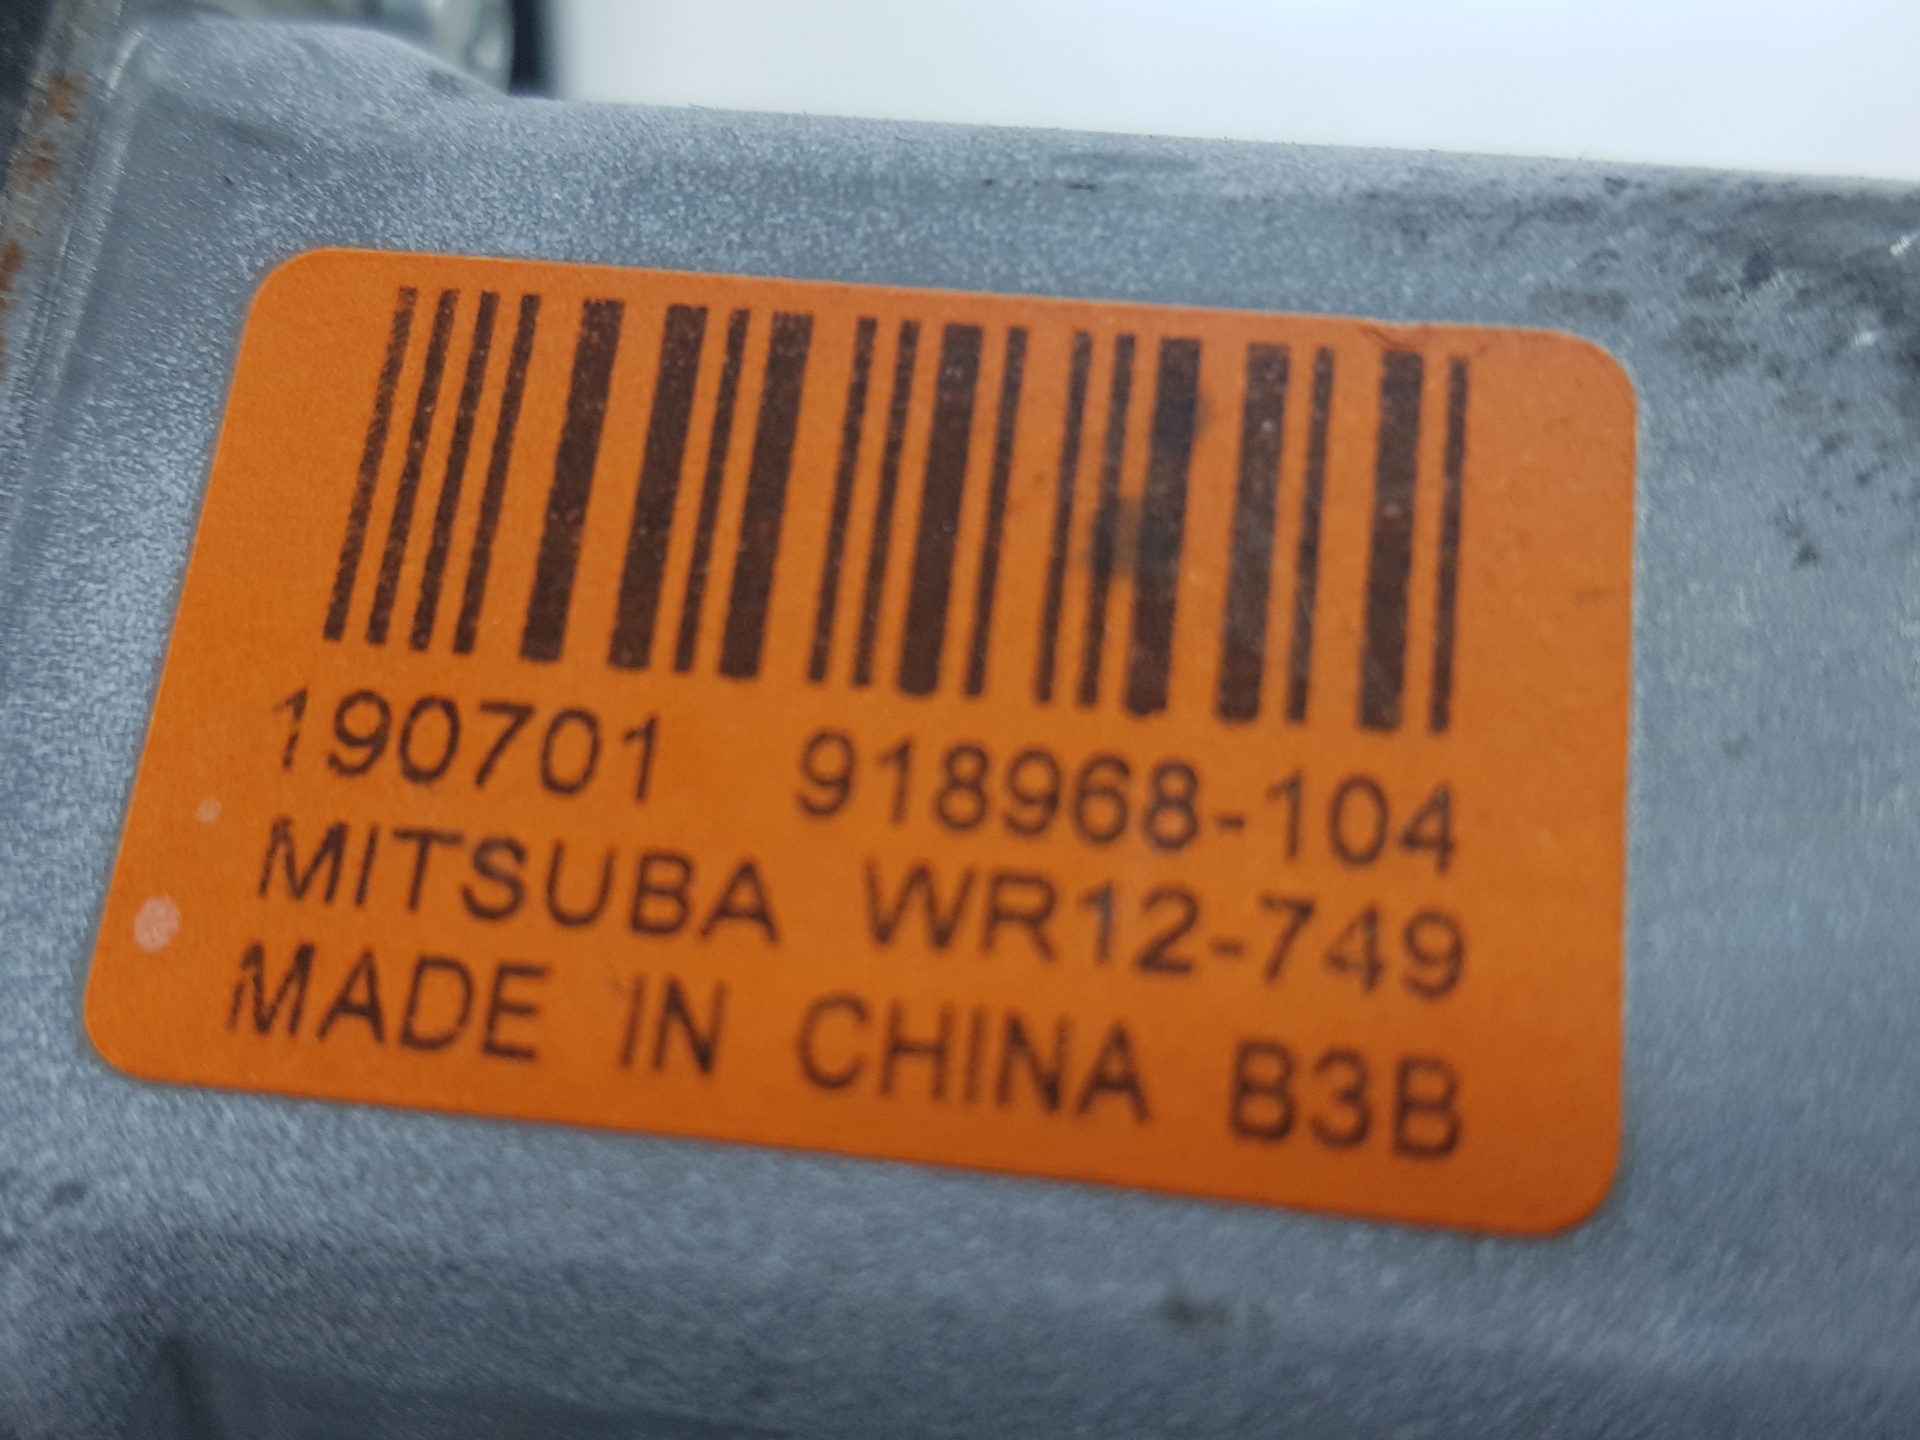 190701 918968-104
MITSUBA WR12-749
MADE IN CHINA B3B